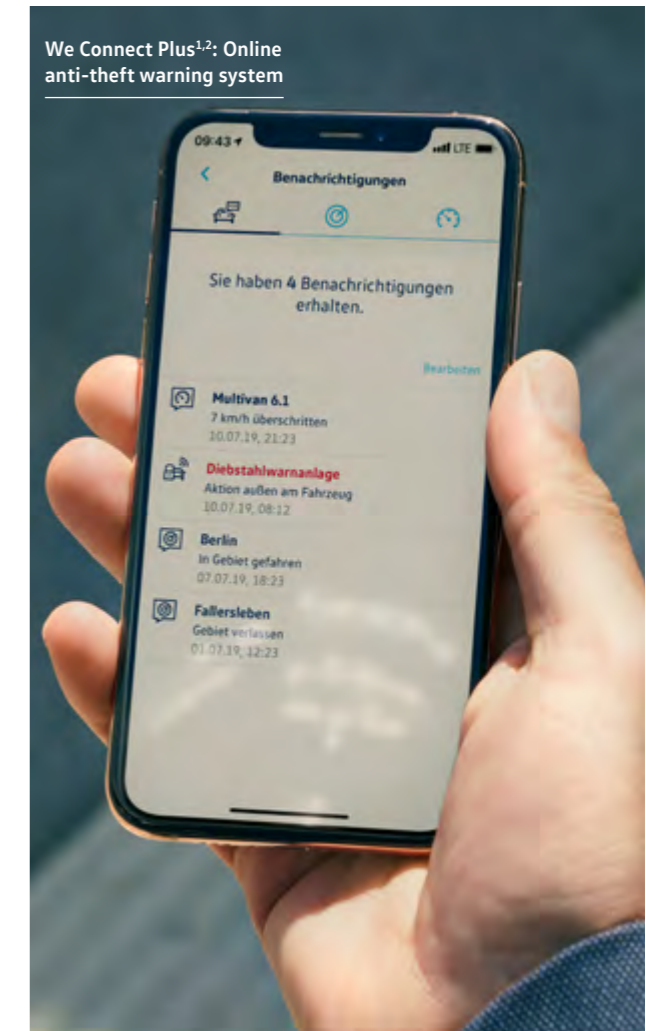 We Connect Plus1,2: Online
anti-theft warning system
09:43
LTE
Benachrichtigungen
Sie haben 4 Benachrichtigungen
erhalten.
Bearbeiten
Multivan 6.1
7 km/h überschritten
10.07.19, 21:23
Diebstahlwarnanlage
Aktion außen am Fahrzeug
10.07.19, 08:12
Berlin
In Gebiet gefahren
07.07.19, 18:23
Fallersleben
Gebiet verlassen
01.07.19, 12:23